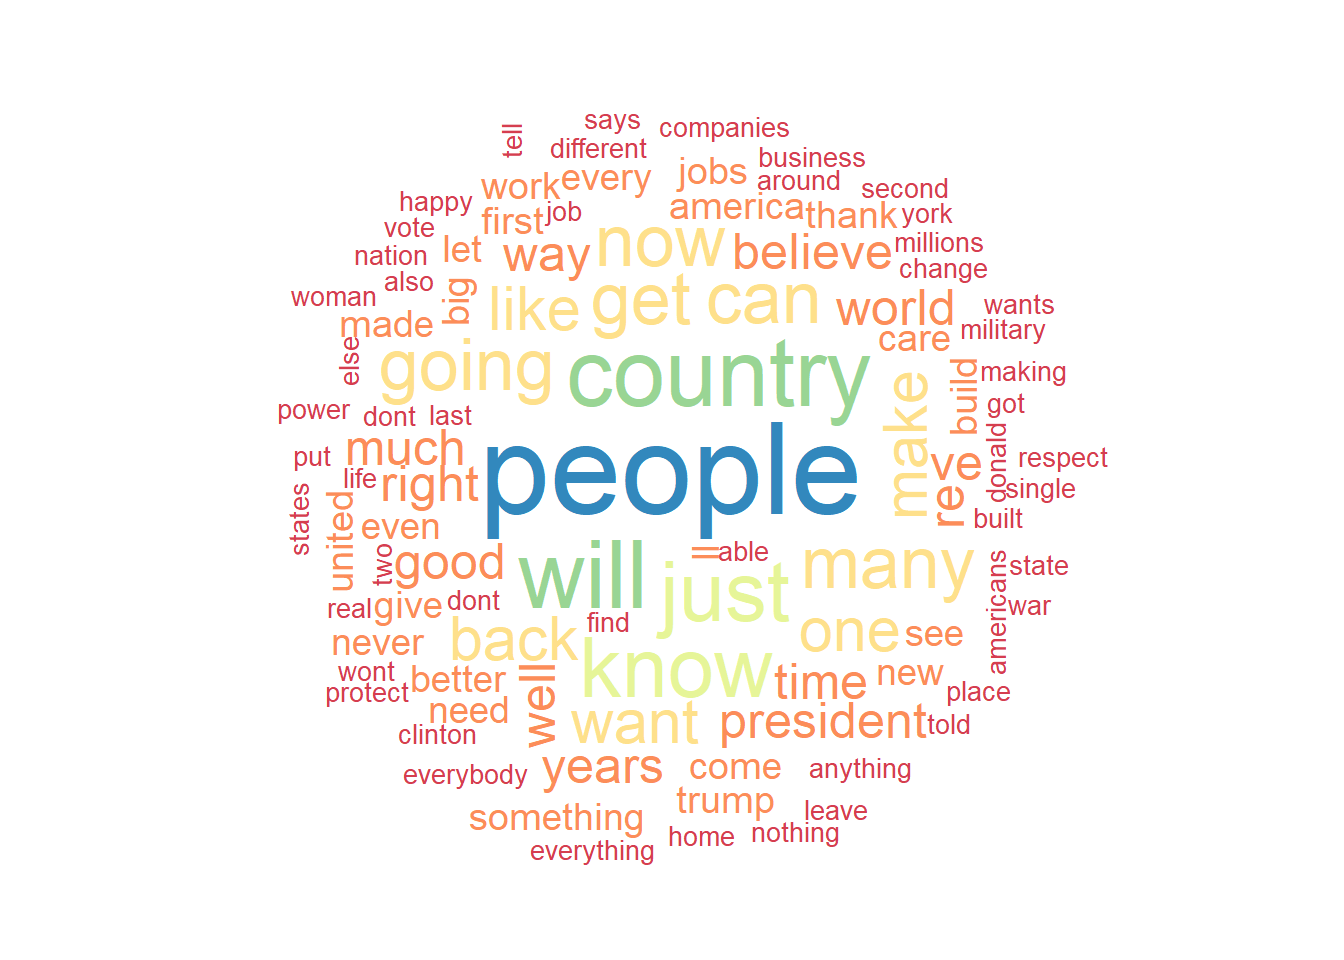 says
companies
tell
different
business
work
every
jobs
around
second
happy
first
job
america
thank
york
vote
let
way
now
believe
millions
nation
also
big
like
get
can
world
change
woman
made
wants
military
else
going
country
care
power
dont
last
make
build
making
got
put
much
people
ve
donald
respect
life
right
re
single
states
united
even
built
two
good
will
ll
able
just
many
americans
state
real
give
dont
find
one
see
war
never
back
know
wont
protect
better
well
time
new
place
need
want
president
told
clinton
everybody
years
come
anything
something
trump
leave
everything
home
nothing